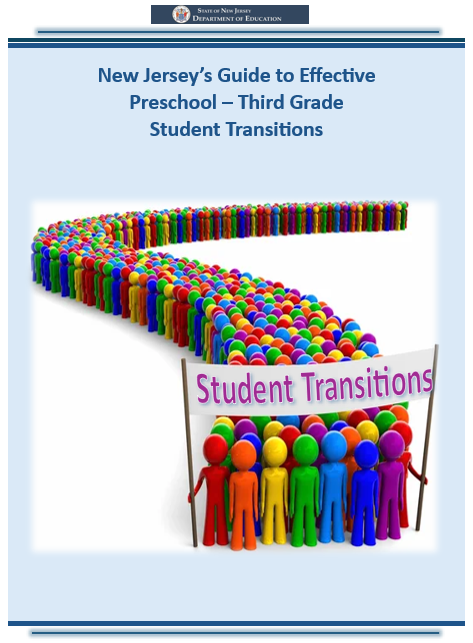 STATE OF NEW JERSEY
DEPARTMENT OF EDUCATION
New Jersey’s Guide to Effective
Preschool – Third Grade
Student Transitions
Student Transitions